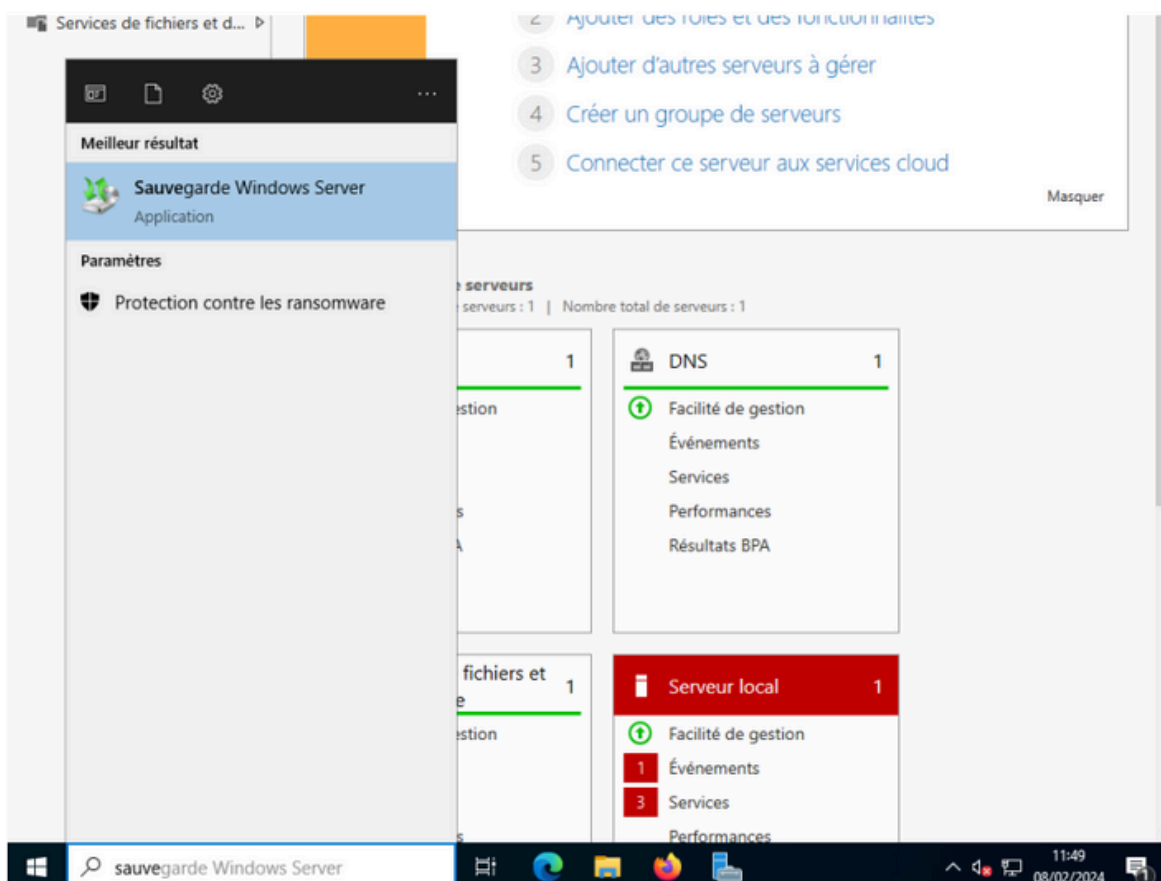 Services de fichiers et d...
2 Ajouter des rôles et des fonctionnalités
3 Ajouter d'autres serveurs à gérer
4 Créer un groupe de serveurs
5 Connecter ce serveur aux services cloud
Masquer
...
Meilleur résultat
Sauvegarde Windows Server
Application
Paramètres
Protection contre les ransomware
serveurs
serveurs : 1 | Nombre total de serveurs : 1
1
estion
s
A
DNS 1
Facilité de gestion
Événements
Services
Performances
Résultats BPA
fichiers et
e
1
estion
s
Serveur local 1
Facilité de gestion
1 Événements
3 Services
Performances
sauvegarde Windows Server
11:49
08/02/2024
1